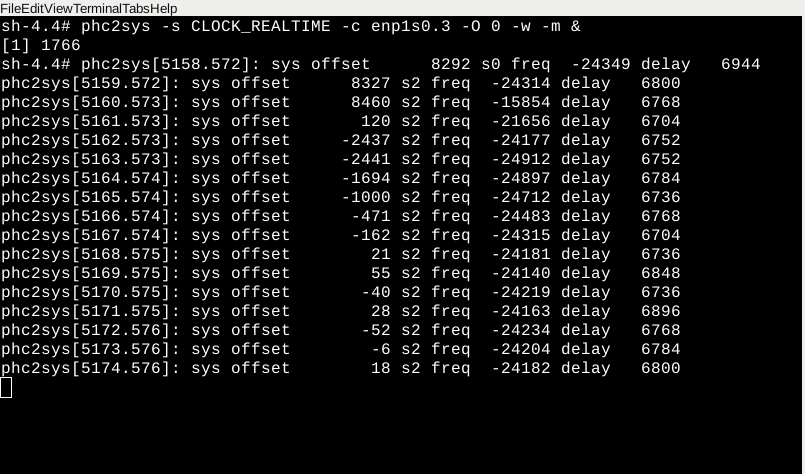 FileEditViewTerminalTabsHelp
sh-4.4# phc2sys -s CLOCK_REALTIME -c enp1s0.3 -O 0 -w -m &
[1] 1766
sh-4.4# phc2sys[5158.572]: sys offset      8292 s0 freq  -24349 delay   6944
phc2sys[5159.572]: sys offset      8327 s2 freq  -24314 delay   6800
phc2sys[5160.573]: sys offset      8460 s2 freq  -15854 delay   6768
phc2sys[5161.573]: sys offset       120 s2 freq  -21656 delay   6704
phc2sys[5162.573]: sys offset     -2437 s2 freq  -24177 delay   6752
phc2sys[5163.573]: sys offset     -2441 s2 freq  -24912 delay   6752
phc2sys[5164.574]: sys offset     -1694 s2 freq  -24897 delay   6784
phc2sys[5165.574]: sys offset     -1000 s2 freq  -24712 delay   6736
phc2sys[5166.574]: sys offset      -471 s2 freq  -24483 delay   6768
phc2sys[5167.574]: sys offset      -162 s2 freq  -24315 delay   6704
phc2sys[5168.575]: sys offset        21 s2 freq  -24181 delay   6736
phc2sys[5169.575]: sys offset        55 s2 freq  -24140 delay   6848
phc2sys[5170.575]: sys offset       -40 s2 freq  -24219 delay   6736
phc2sys[5171.575]: sys offset        28 s2 freq  -24163 delay   6896
phc2sys[5172.576]: sys offset       -52 s2 freq  -24234 delay   6768
phc2sys[5173.576]: sys offset        -6 s2 freq  -24204 delay   6784
phc2sys[5174.576]: sys offset        18 s2 freq  -24182 delay   6800